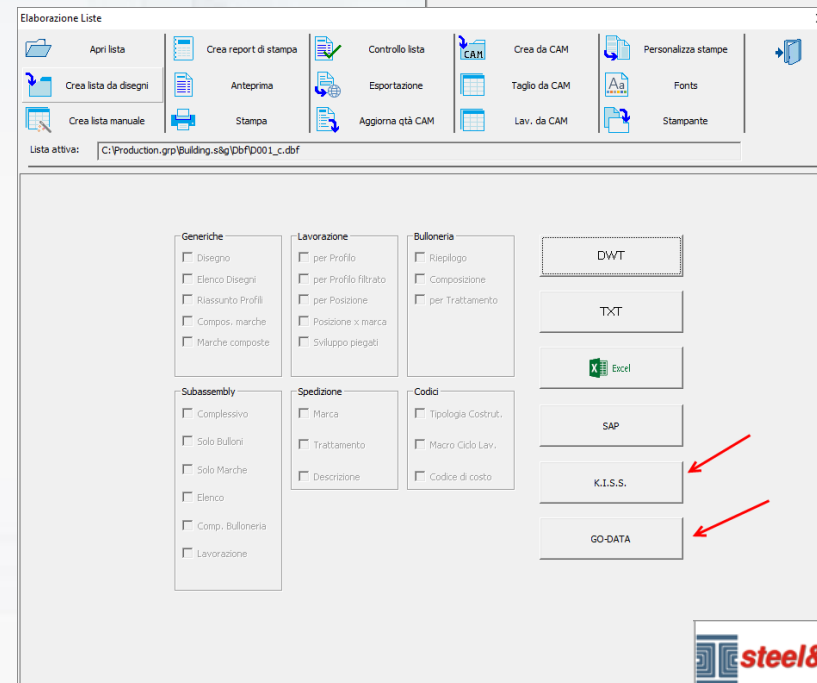 Elaborazione Liste
Apri lista
Crea report di stampa
Controllo lista
CAM
Crea da CAM
Personalizza stampe
Crea lista da disegni
Anteprima
Esportazione
Taglio da CAM
Aa
Fonts
Crea lista manuale
Stampa
Aggiorna qtà CAM
Lav. da CAM
Stampante
Lista attiva: C:\Production.grp\Building.s&g\Dbf\D001_c.dbf
Generiche
Disegno
Elenco Disegni
Riassunto Profili
Compos. marche
Marche composte
Lavorazione
per Profilo
per Profilo filtrato
per Posizione
Posizione x marca
Sviluppo piegati
Bulloneria
Riepilogo
Composizione
per Trattamento
Subassembly
Complessivo
Solo Bulloni
Solo Marche
Elenco
Comp. Bulloneria
Lavorazione
Spedizione
Marca
Trattamento
Descrizione
Codici
Tipologia Costrut.
Macro Ciclo Lav.
Codice di costo
DWT
TXT
Excel
SAP
K.I.S.S.
GO-DATA
steel&